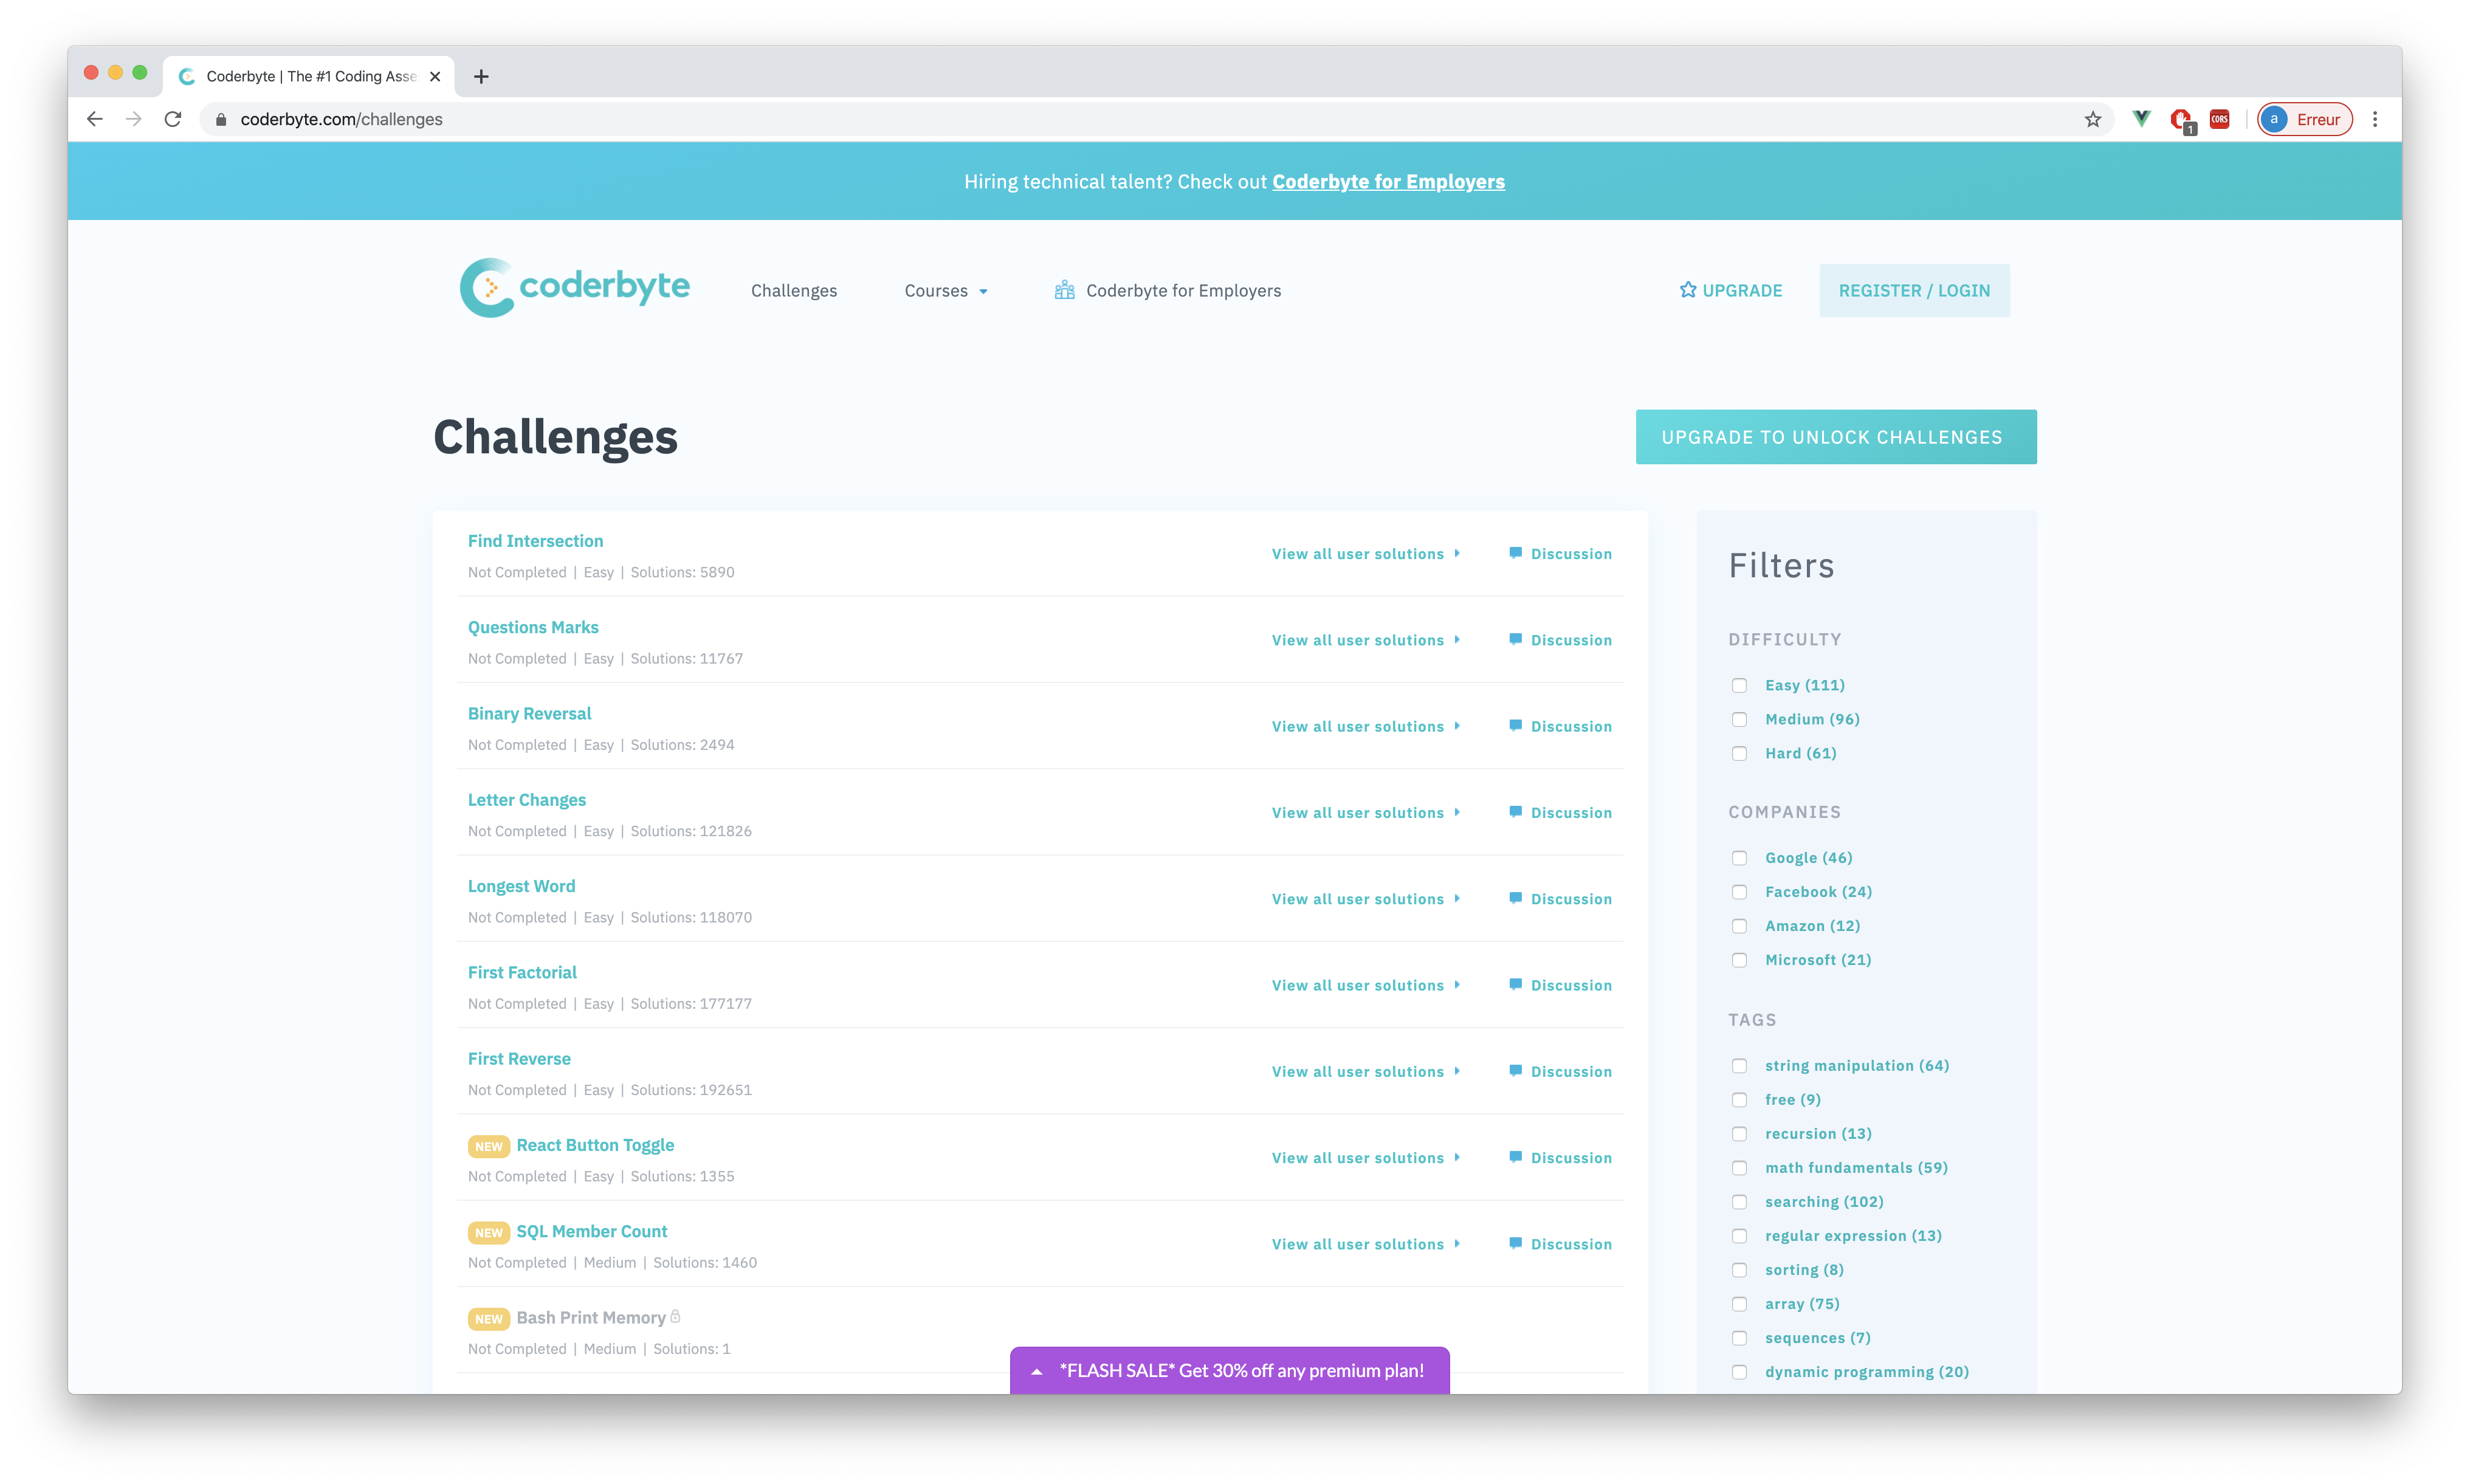 Coderbyte | The #1 Coding Asse
coderbyte.com/challenges
1
CORS
a Erreur
Hiring technical talent? Check out Coderbyte for Employers
coderbyte
Challenges
Courses
Coderbyte for Employers
UPGRADE
REGISTER / LOGIN
Challenges
UPGRADE TO UNLOCK CHALLENGES
Find Intersection
Not Completed | Easy | Solutions: 5890
View all user solutions
Discussion
Questions Marks
Not Completed | Easy | Solutions: 11767
View all user solutions
Discussion
Binary Reversal
Not Completed | Easy | Solutions: 2494
View all user solutions
Discussion
Letter Changes
Not Completed | Easy | Solutions: 121826
View all user solutions
Discussion
Longest Word
Not Completed | Easy | Solutions: 118070
View all user solutions
Discussion
First Factorial
Not Completed | Easy | Solutions: 177177
View all user solutions
Discussion
First Reverse
Not Completed | Easy | Solutions: 192651
View all user solutions
Discussion
NEW React Button Toggle
Not Completed | Easy | Solutions: 1355
View all user solutions
Discussion
NEW SQL Member Count
Not Completed | Medium | Solutions: 1460
View all user solutions
Discussion
NEW Bash Print Memory
Not Completed | Medium | Solutions: 1
Filters
DIFFICULTY
Easy (111)
Medium (96)
Hard (61)
COMPANIES
Google (46)
Facebook (24)
Amazon (12)
Microsoft (21)
TAGS
string manipulation (64)
free (9)
recursion (13)
math fundamentals (59)
searching (102)
regular expression (13)
sorting (8)
array (75)
sequences (7)
dynamic programming (20)
*FLASH SALE* Get 30% off any premium plan!